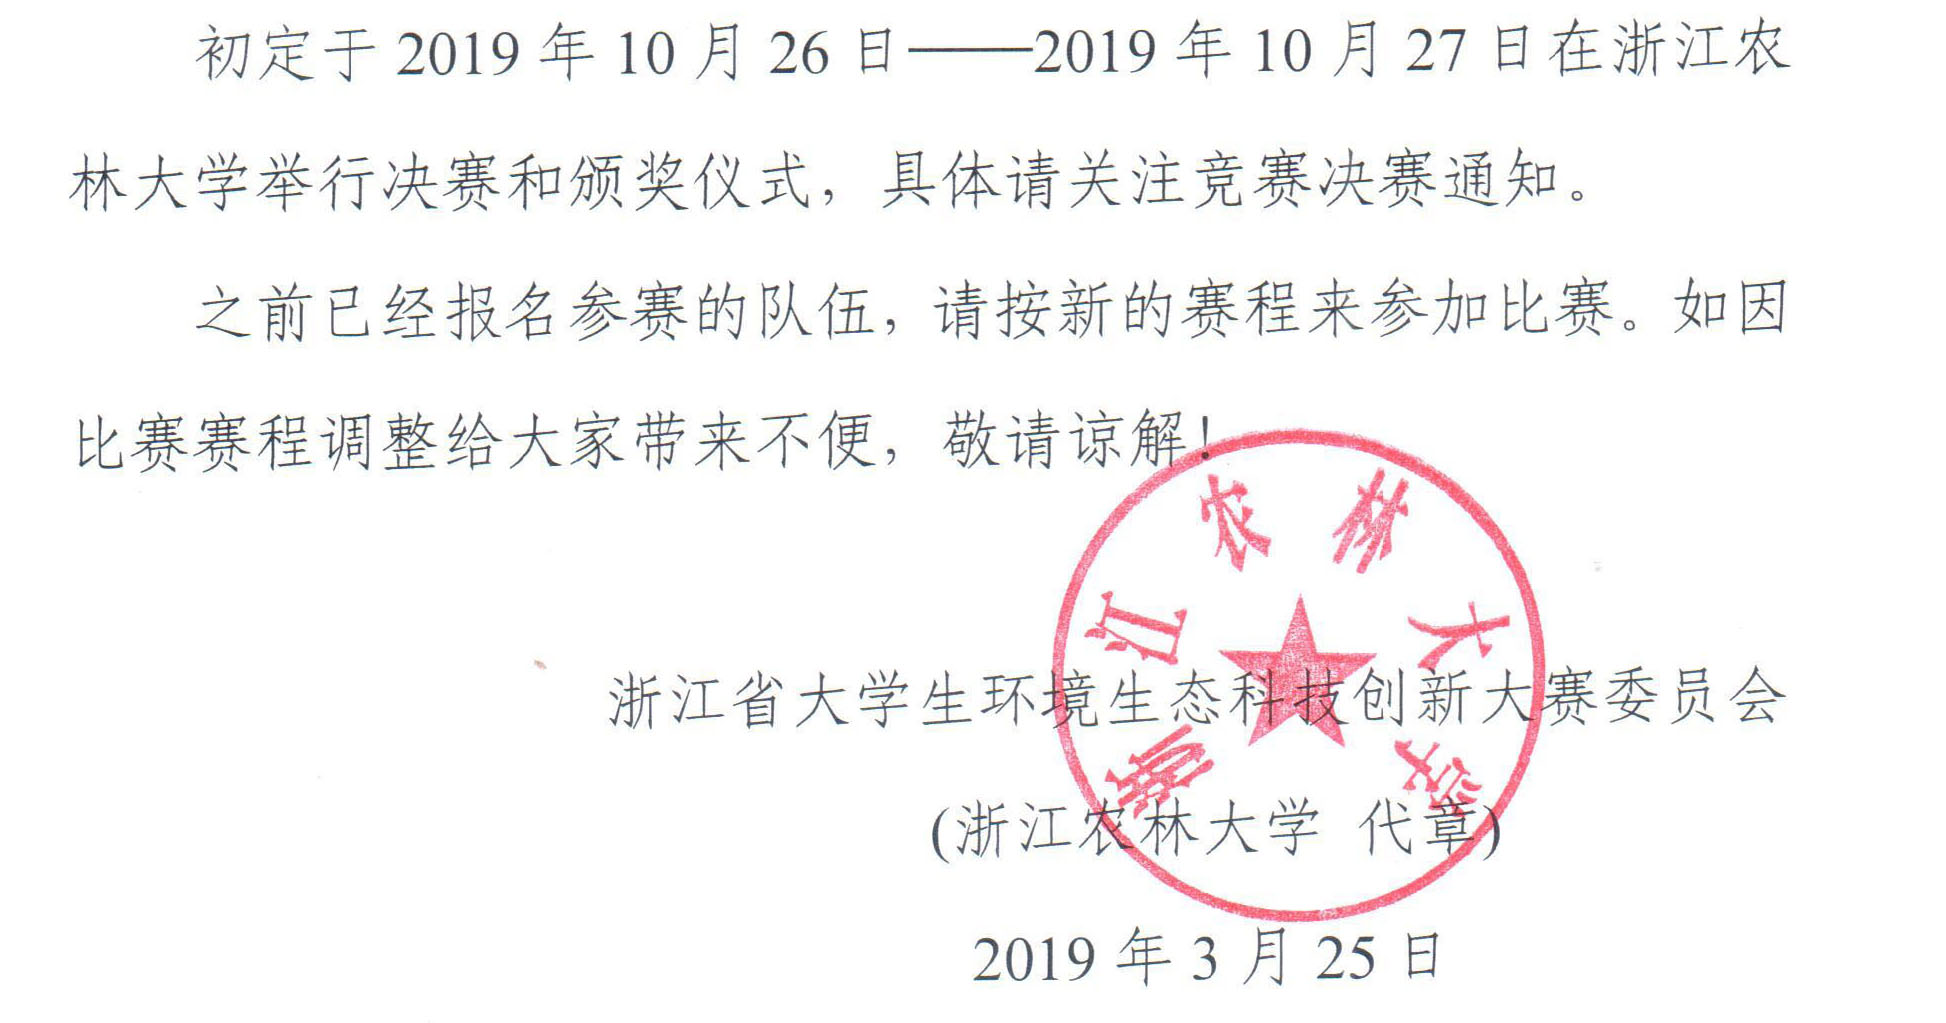 初定于 2019 年 10 月 26 日——2019 年 10 月 27 日在浙江农
林大学举行决赛和颁奖仪式，具体请关注竞赛决赛通知。
之前已经报名参赛的队伍，请按新的赛程来参加比赛。如因
比赛赛程调整给大家带来不便，敬请谅解！
浙江农林大学
浙江省大学生环境生态科技创新大赛委员会
(浙江农林大学 代章)
2019 年 3 月 25 日